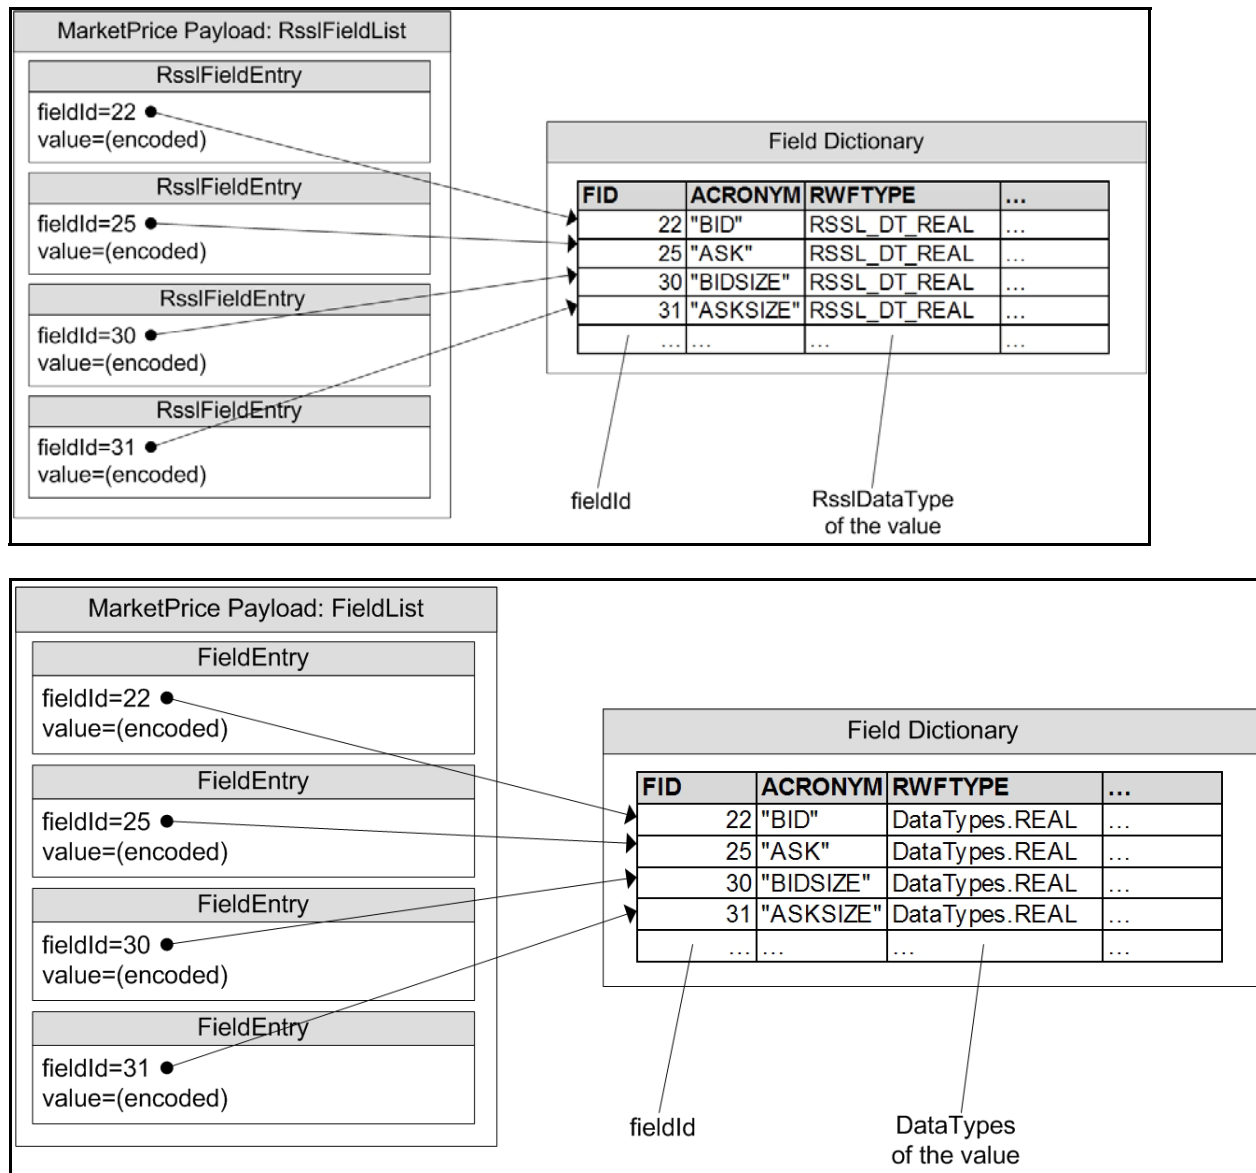 MarketPrice Payload: RsslFieldList
RsslFieldEntry
fieldId=22
value=(encoded)
RsslFieldEntry
fieldId=25
value=(encoded)
RsslFieldEntry
fieldId=30
value=(encoded)
RsslFieldEntry
fieldId=31
value=(encoded)
Field Dictionary
FID ACRONYM RWFTYPE ...
22 "BID" RSSL_DT_REAL ...
25 "ASK" RSSL_DT_REAL ...
30 "BIDSIZE" RSSL_DT_REAL ...
31 "ASKSIZE" RSSL_DT_REAL ...
... ... ... ...
fieldId
RsslDataType
of the value
MarketPrice Payload: FieldList
FieldEntry
fieldId=22
value=(encoded)
FieldEntry
fieldId=25
value=(encoded)
FieldEntry
fieldId=30
value=(encoded)
FieldEntry
fieldId=31
value=(encoded)
Field Dictionary
FID ACRONYM RWFTYPE ...
22 "BID" DataTypes.REAL ...
25 "ASK" DataTypes.REAL ...
30 "BIDSIZE" DataTypes.REAL ...
31 "ASKSIZE" DataTypes.REAL ...
... ... ... ...
fieldId
DataTypes
of the value